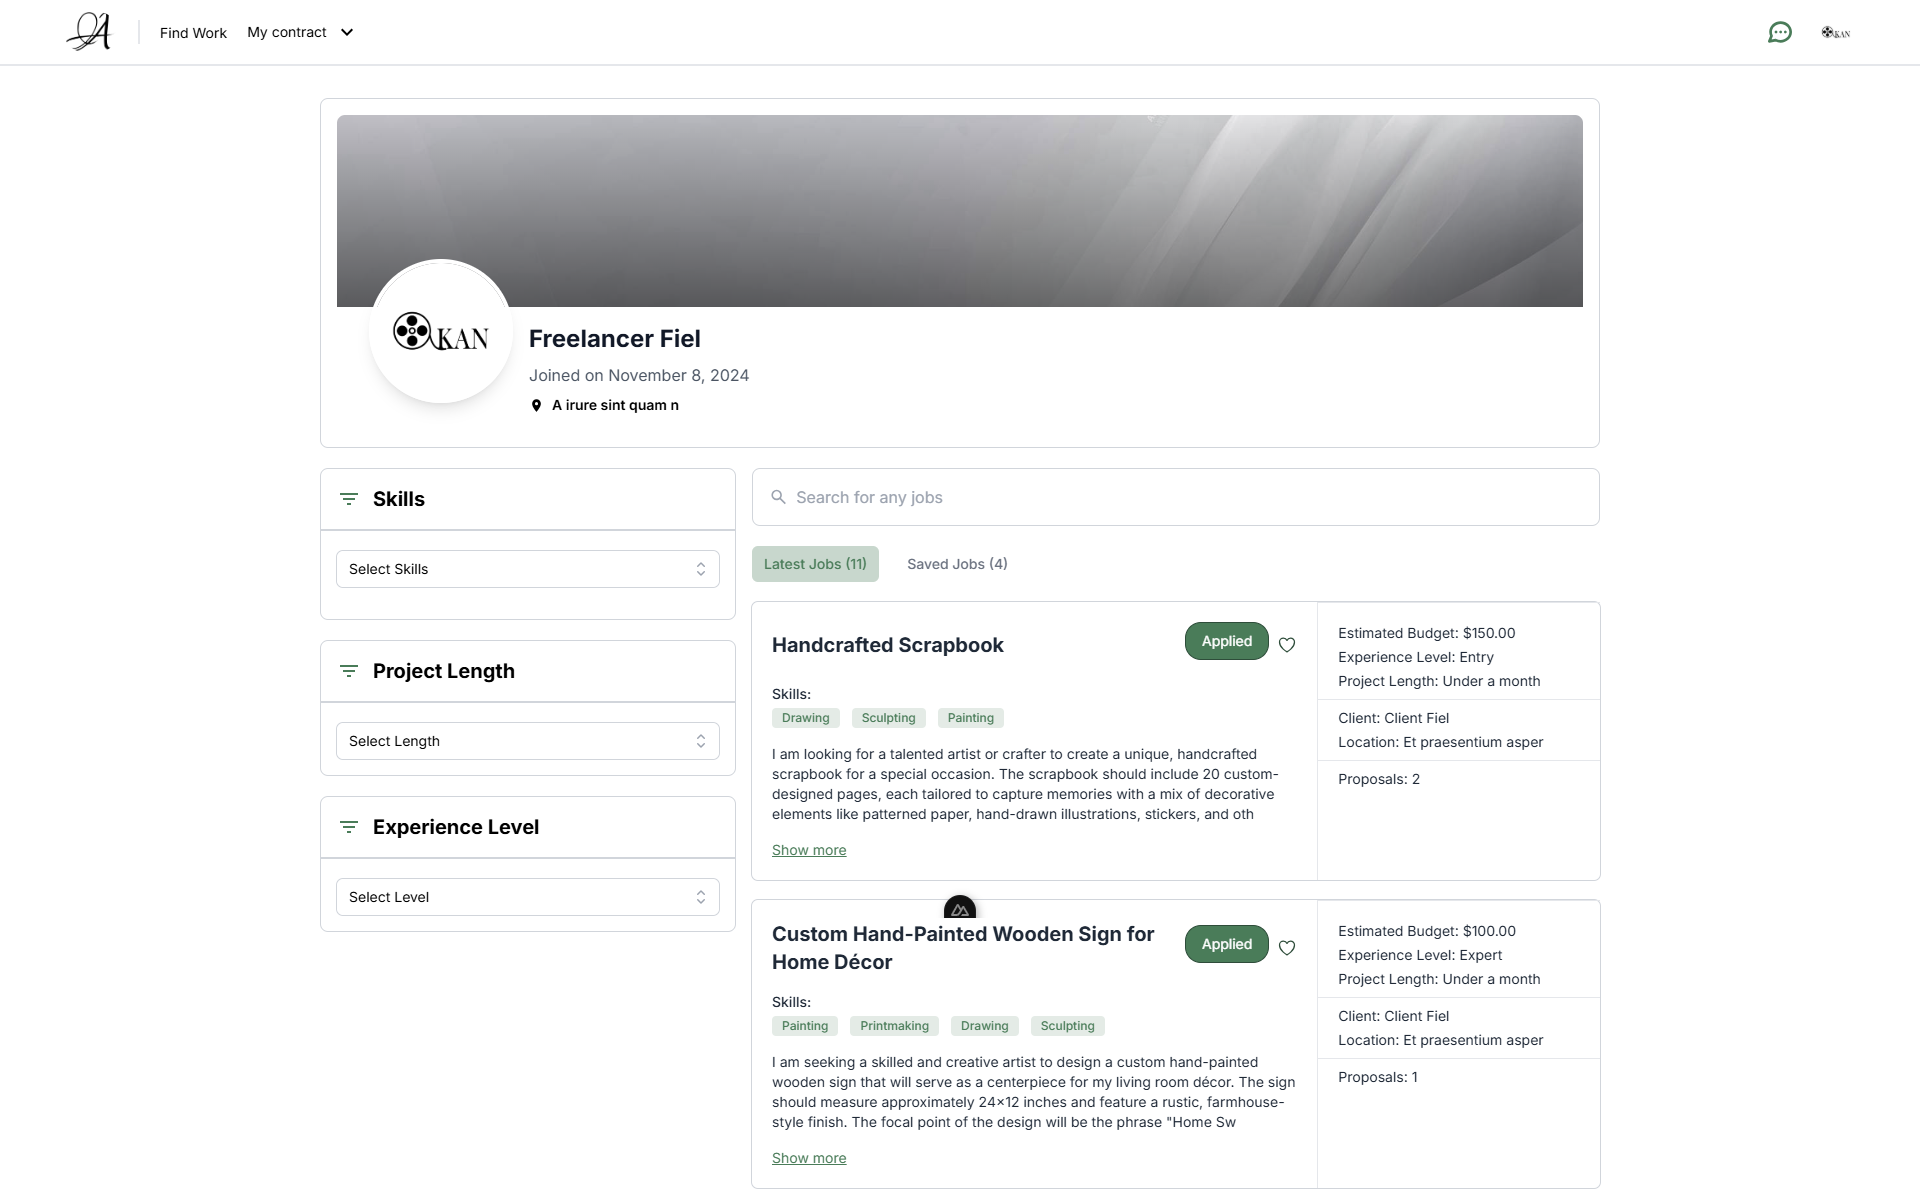 A
Find Work
My contract
KAN
KAN
Freelancer Fiel
Joined on November 8, 2024
A irure sint quam n
Skills
Select Skills
Project Length
Select Length
Experience Level
Select Level
Search for any jobs
Latest Jobs (11)
Saved Jobs (4)
Handcrafted Scrapbook
Applied
Skills:
Drawing
Sculpting
Painting
I am looking for a talented artist or crafter to create a unique, handcrafted
scrapbook for a special occasion. The scrapbook should include 20 custom-
designed pages, each tailored to capture memories with a mix of decorative
elements like patterned paper, hand-drawn illustrations, stickers, and oth
Show more
Estimated Budget: $150.00
Experience Level: Entry
Project Length: Under a month
Client: Client Fiel
Location: Et praesentium asper
Proposals: 2
Custom Hand-Painted Wooden Sign for
Home Décor
Applied
Skills:
Painting
Printmaking
Drawing
Sculpting
I am seeking a skilled and creative artist to design a custom hand-painted
wooden sign that will serve as a centerpiece for my living room décor. The sign
should measure approximately 24×12 inches and feature a rustic, farmhouse-
style finish. The focal point of the design will be the phrase "Home Sw
Show more
Estimated Budget: $100.00
Experience Level: Expert
Project Length: Under a month
Client: Client Fiel
Location: Et praesentium asper
Proposals: 1